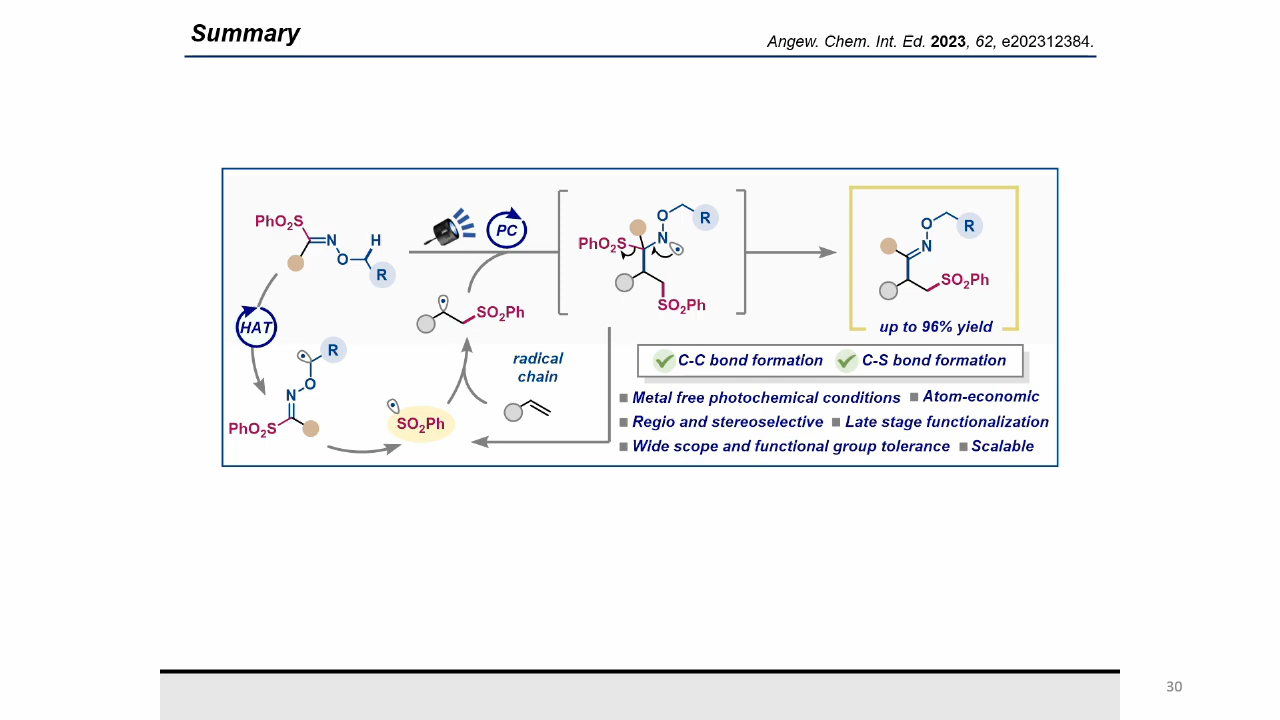 Summary
Angew. Chem. Int. Ed. 2023, 62, e202312384.
PhO2S
N
O
H
R
HAT
PC
SO2Ph
O
R
N
PhO2S
SO2Ph
O
R
N
SO2Ph
up to 96% yield
R
O
N
PhO2S
SO2Ph
radical
chain
C-C bond formation
C-S bond formation
Metal free photochemical conditions
Atom-economic
Regio and stereoselective
Late stage functionalization
Wide scope and functional group tolerance
Scalable
30